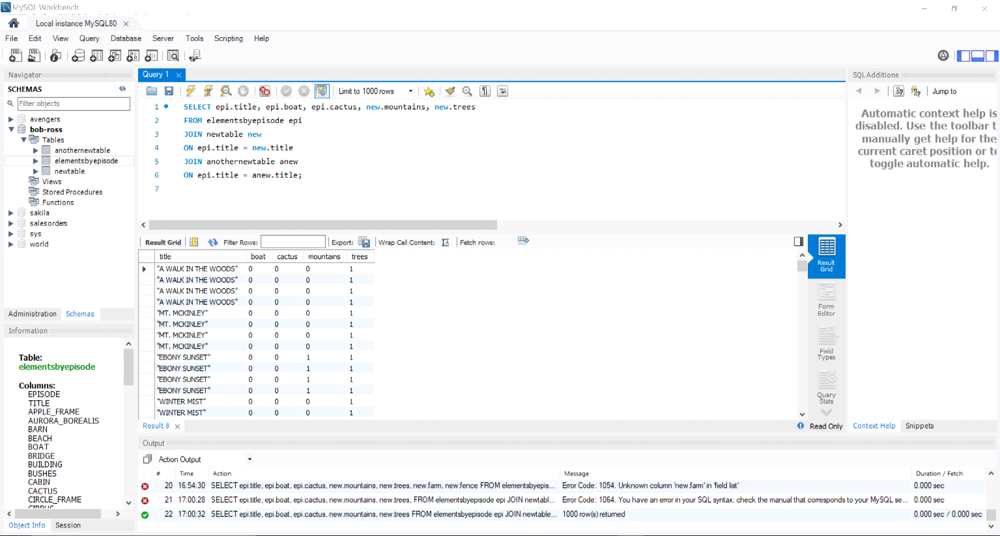 MySQL Workbench
Local instance MySQL80
File Edit View Query Database Server Tools Scripting Help
Navigator
SCHEMAS
Filter objects
avengers
bob-ross
Tables
anothernewtable
elementsbyepisode
newtable
Views
Stored Procedures
Functions
sakila
salesorders
sys
world
Administration Schemas
Information
Table:
elementsbyepisode
Columns:
EPISODE
TITLE
APPLE_FRAME
AURORA_BOREALIS
BARN
BEACH
BOAT
BRIDGE
BUILDING
BUSHES
CABIN
CACTUS
CIRCLE_FRAME
CIRRUS
Object Info Session
Query 1
Limit to 1000 rows
1 SELECT epi.title, epi.boat, epi.cactus, new.mountains, new.trees
2 FROM elementsbyepisode epi
3 JOIN newtable new
4 ON epi.title = new.title
5 JOIN anothernewtable anew
6 ON epi.title = anew.title;
7
Result Grid Filter Rows: Export: Wrap Cell Content: Fetch rows:
title boat cactus mountains trees
"A WALK IN THE WOODS" 0 0 0 1
"A WALK IN THE WOODS" 0 0 0 1
"A WALK IN THE WOODS" 0 0 0 1
"A WALK IN THE WOODS" 0 0 0 1
"MT. MCKINLEY" 0 0 0 1
"MT. MCKINLEY" 0 0 0 1
"MT. MCKINLEY" 0 0 0 1
"MT. MCKINLEY" 0 0 0 1
"EBONY SUNSET" 0 0 1 1
"EBONY SUNSET" 0 0 1 1
"EBONY SUNSET" 0 0 1 1
"EBONY SUNSET" 0 0 1 1
"WINTER MIST" 0 0 0 1
"WINTER MIST" 0 0 0 1
Result Grid
Form Editor
Field Types
Query Stats
Result 8
Read Only
SQLAdditions
Jump to
Automatic context help is
disabled. Use the toolbar t
manually get help for the
current caret position or to
toggle automatic help.
Context Help Snippets
Output
Action Output
# Time Action Message Duration / Fetch
20 16:54:30 SELECT epi.title, epi.boat, epi.cactus, new.mountains, new.trees, new.farm, new.fence FROM elementsbyepis... Error Code: 1054. Unknown column 'new.farm' in 'field list' 0.000 sec
21 17:00:28 SELECT epi.title, epi.boat, epi.cactus, new.mountains, new.trees, FROM elementsbyepisode epi JOIN newtabl... Error Code: 1064. You have an error in your SQL syntax; check the manual that corresponds to your MySQL se... 0.000 sec
22 17:00:32 SELECT epi.title, epi.boat, epi.cactus, new.mountains, new.trees FROM elementsbyepisode epi JOIN newtable... 1000 row(s) returned 0.000 sec / 0.000 sec